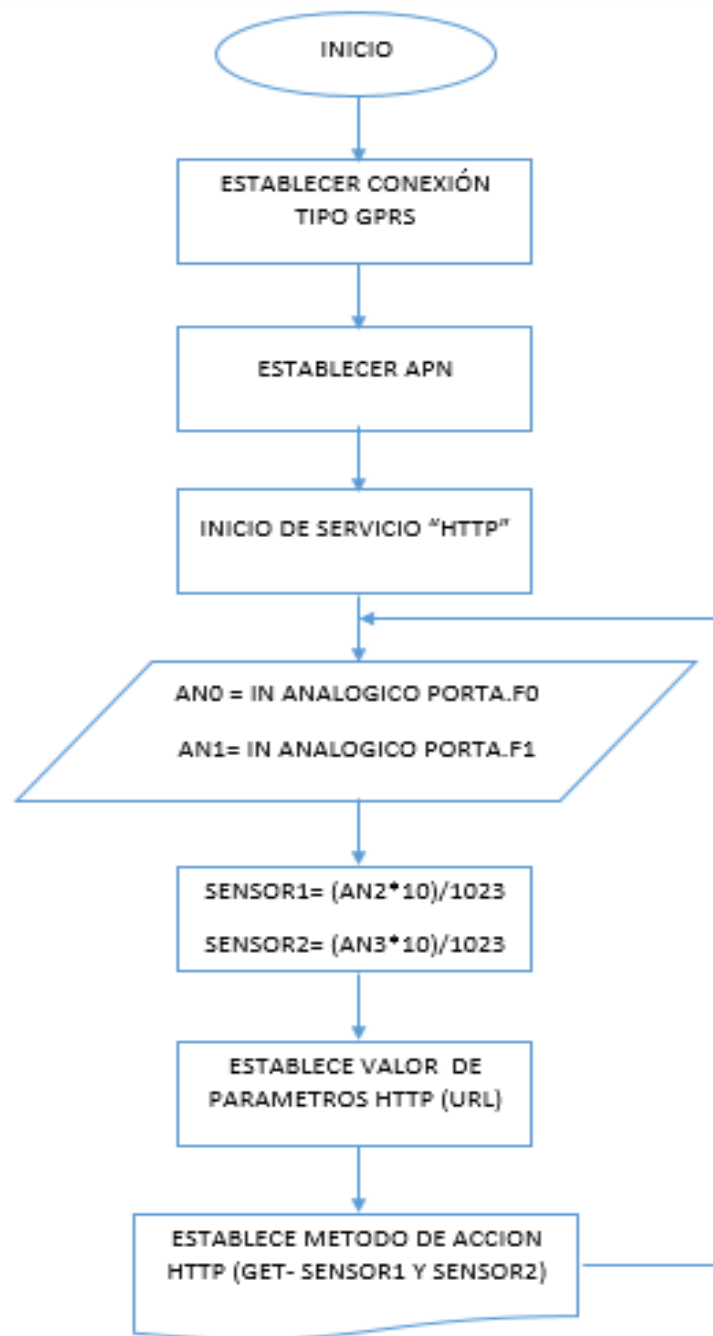 INICIO
ESTABLECER CONEXIÓN
TIPO GPRS
ESTABLECER APN
INICIO DE SERVICIO “HTTP”
AN0 = IN ANALOGICO PORTA.F0
AN1= IN ANALOGICO PORTA.F1
SENSOR1= (AN2*10)/1023
SENSOR2= (AN3*10)/1023
ESTABLECE VALOR DE
PARAMETROS HTTP (URL)
ESTABLECE METODO DE ACCION
HTTP (GET- SENSOR1 Y SENSOR2)